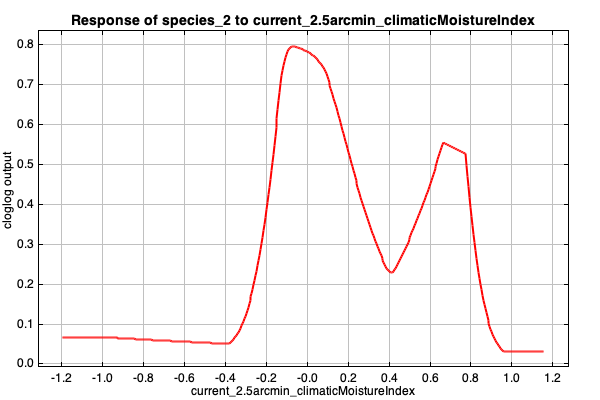 Response of species_2 to current_2.5arcmin_climaticMoistureIndex
cloglog output
0.8
0.7
0.6
0.5
0.4
0.3
0.2
0.1
0.0
-1.2 -1.0 -0.8 -0.6 -0.4 -0.2 -0.0 0.2 0.4 0.6 0.8 1.0 1.2
current_2.5arcmin_climaticMoistureIndex